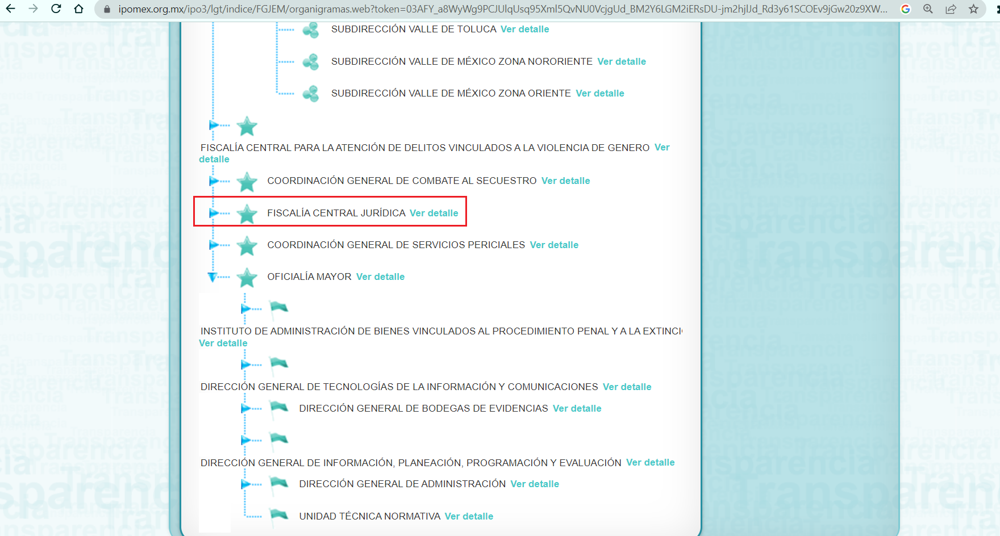 ipomex.org.mx/ipo3/lgt/indice/FGJEM/organigramas.web?token=03AFY_a8WyWg9PCJUlqUsq95Xml5QvNU0VcjgUd_BM2Y6LGM2iERsDU-jm2hjlJd_Rd3y61SCOEv9jGw20z9XW...
SUBDIRECCIÓN VALLE DE TOLUCA Ver detalle
SUBDIRECCIÓN VALLE DE MÉXICO ZONA NORORIENTE Ver detalle
SUBDIRECCIÓN VALLE DE MÉXICO ZONA ORIENTE Ver detalle
FISCALÍA CENTRAL PARA LA ATENCIÓN DE DELITOS VINCULADOS A LA VIOLENCIA DE GENERO Ver
detalle
COORDINACIÓN GENERAL DE COMBATE AL SECUESTRO Ver detalle
FISCALÍA CENTRAL JURÍDICA Ver detalle
COORDINACIÓN GENERAL DE SERVICIOS PERICIALES Ver detalle
OFICIALÍA MAYOR Ver detalle
INSTITUTO DE ADMINISTRACIÓN DE BIENES VINCULADOS AL PROCEDIMIENTO PENAL Y A LA EXTINCI
Ver detalle
DIRECCIÓN GENERAL DE TECNOLOGÍAS DE LA INFORMACIÓN Y COMUNICACIONES Ver detalle
DIRECCIÓN GENERAL DE BODEGAS DE EVIDENCIAS Ver detalle
DIRECCIÓN GENERAL DE INFORMACIÓN, PLANEACIÓN, PROGRAMACIÓN Y EVALUACIÓN Ver detalle
DIRECCIÓN GENERAL DE ADMINISTRACIÓN Ver detalle
UNIDAD TÉCNICA NORMATIVA Ver detalle